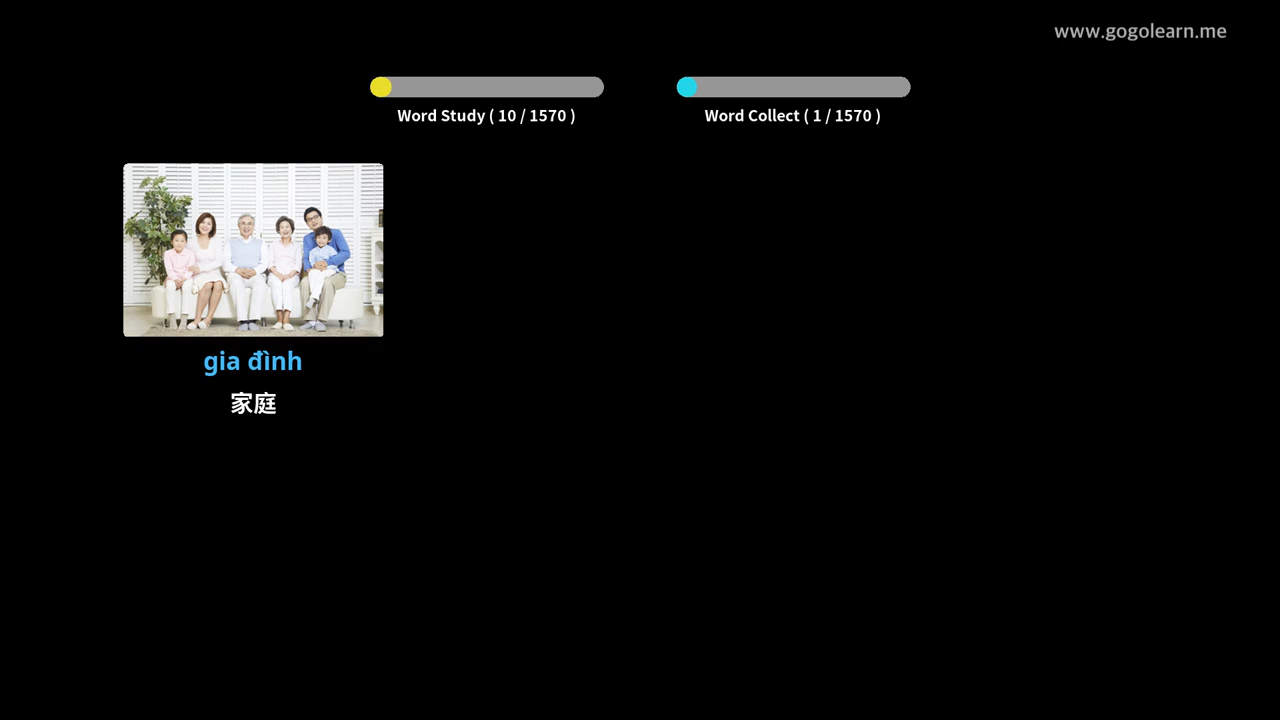 www.gogolearn.me
Word Study ( 10 / 1570 )
Word Collect ( 1 / 1570 )
gia đình
家庭